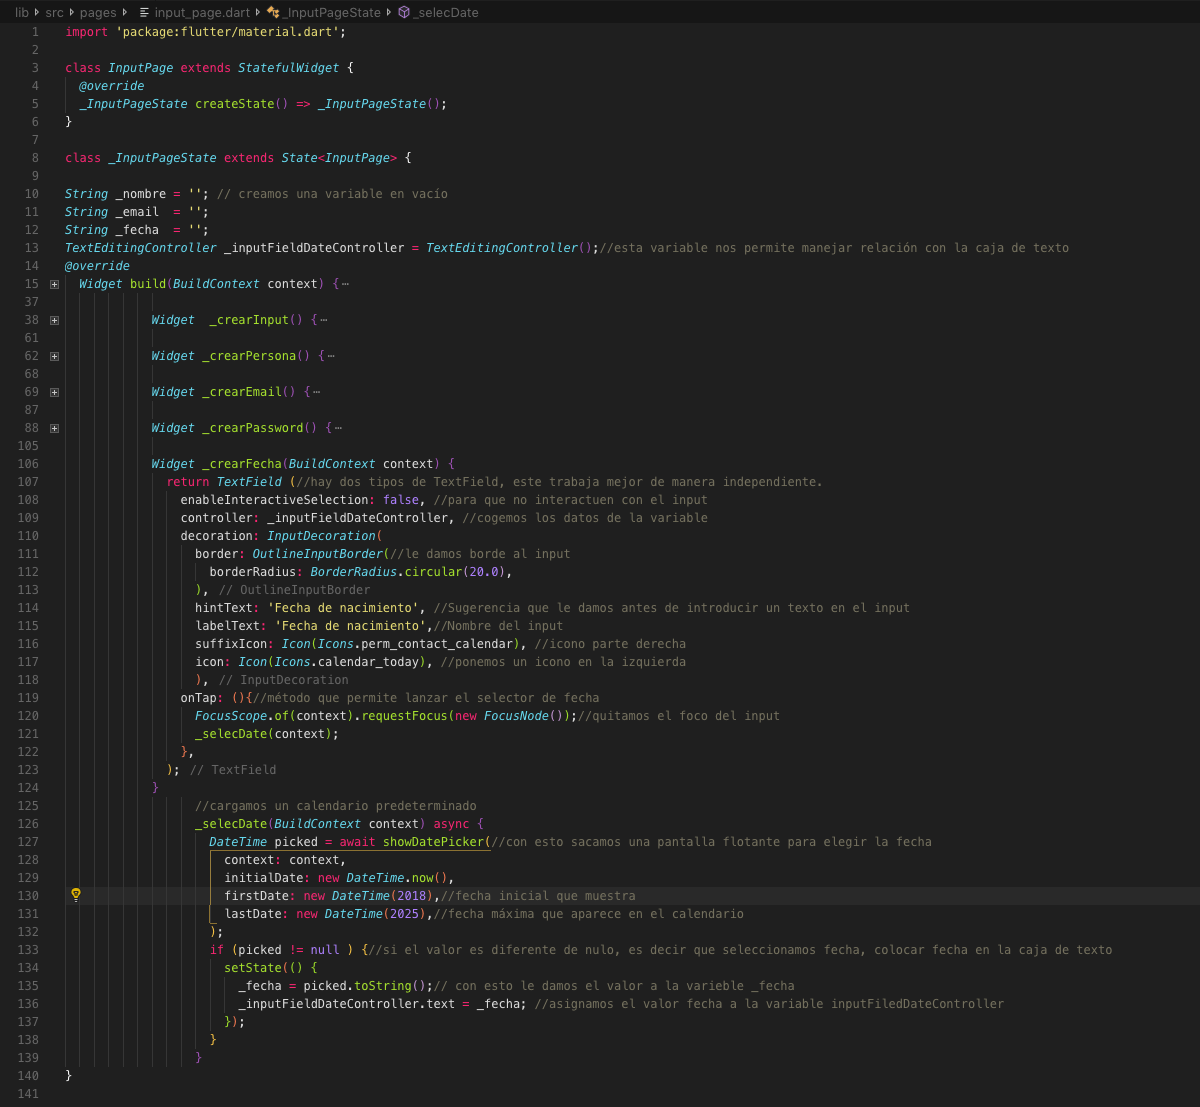 lib src pages input_page.dart _InputPageState _selecDate
1 import 'package:flutter/material.dart';
2
3 class InputPage extends StatefulWidget {
4 @override
5 _InputPageState createState() => _InputPageState();
6 }
7
8 class _InputPageState extends State<InputPage> {
9
10 String _nombre = ''; // creamos una variable en vacío
11 String _email  = '';
12 String _fecha  = '';
13 TextEditingController _inputFieldDateController = TextEditingController();//esta variable nos permite manejar relación con la caja de texto
14 @override
15 Widget build(BuildContext context) {⋯
37
38 Widget  _crearInput() {⋯
61
62 Widget _crearPersona() {⋯
68
69 Widget _crearEmail() {⋯
87
88 Widget _crearPassword() {⋯
105
106 Widget _crearFecha(BuildContext context) {
107 return TextField (//hay dos tipos de TextField, este trabaja mejor de manera independiente.
108 enableInteractiveSelection: false, //para que no interactuen con el input
109 controller: _inputFieldDateController, //cogemos los datos de la variable
110 decoration: InputDecoration(
111 border: OutlineInputBorder(//le damos borde al input
112 borderRadius: BorderRadius.circular(20.0),
113 ), // OutlineInputBorder
114 hintText: 'Fecha de nacimiento', //Sugerencia que le damos antes de introducir un texto en el input
115 labelText: 'Fecha de nacimiento',//Nombre del input
116 suffixIcon: Icon(Icons.perm_contact_calendar), //icono parte derecha
117 icon: Icon(Icons.calendar_today), //ponemos un icono en la izquierda
118 ), // InputDecoration
119 onTap: (){//método que permite lanzar el selector de fecha
120 FocusScope.of(context).requestFocus(new FocusNode());//quitamos el foco del input
121 _selecDate(context);
122 },
123 ); // TextField
124 }
125 //cargamos un calendario predeterminado
126 _selecDate(BuildContext context) async {
127 DateTime picked = await showDatePicker(//con esto sacamos una pantalla flotante para elegir la fecha
128 context: context,
129 initialDate: new DateTime.now(),
130 firstDate: new DateTime(2018),//fecha inicial que muestra
131 lastDate: new DateTime(2025),//fecha máxima que aparece en el calendario
132 );
133 if (picked != null ) {//si el valor es diferente de nulo, es decir que seleccionamos fecha, colocar fecha en la caja de texto
134 setState(() {
135 _fecha = picked.toString();// con esto le damos el valor a la varieble _fecha
136 _inputFieldDateController.text = _fecha; //asignamos el valor fecha a la variable inputFiledDateController
137 });
138 }
139 }
140 }
141